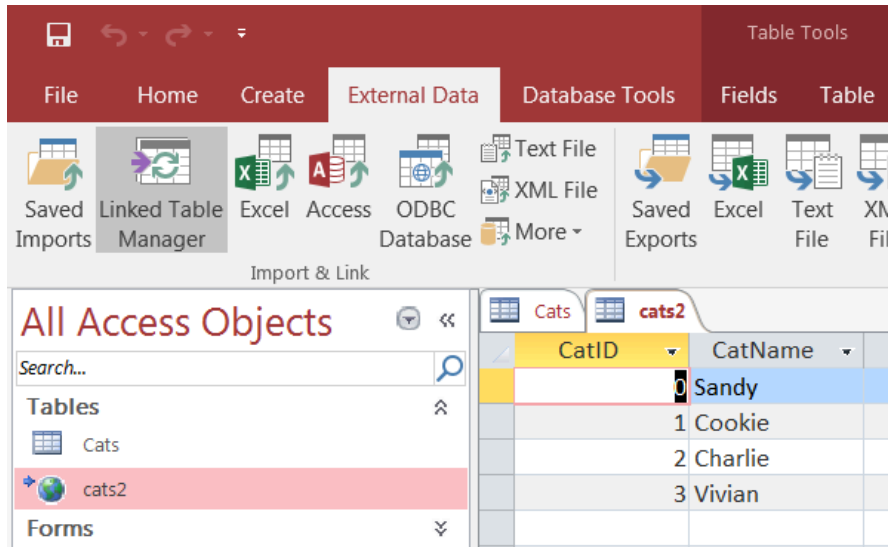 Table Tools
File Home Create External Data Database Tools Fields Table
Saved Imports
Linked Table Manager
Excel
Access
ODBC Database
Text File
XML File
More
Saved Exports
Excel
Text File
Import & Link
All Access Objects
Search...
Tables
Cats
cats2
Forms
Cats cats2
CatID CatName
0 Sandy
1 Cookie
2 Charlie
3 Vivian